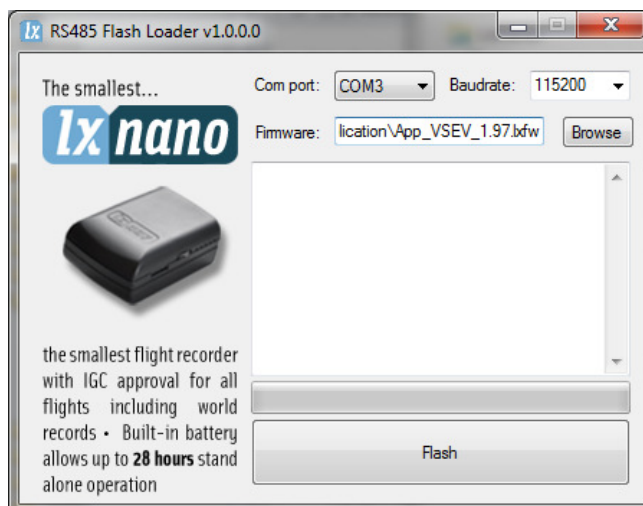 lx RS485 Flash Loader v1.0.0.0
The smallest...
lx nano
the smallest flight recorder
with IGC approval for all
flights including world
records • Built-in battery
allows up to 28 hours stand
alone operation
Com port: COM3 Baudrate: 115200
Firmware: lication\App_VSEV_1.97.lxfw Browse
Flash